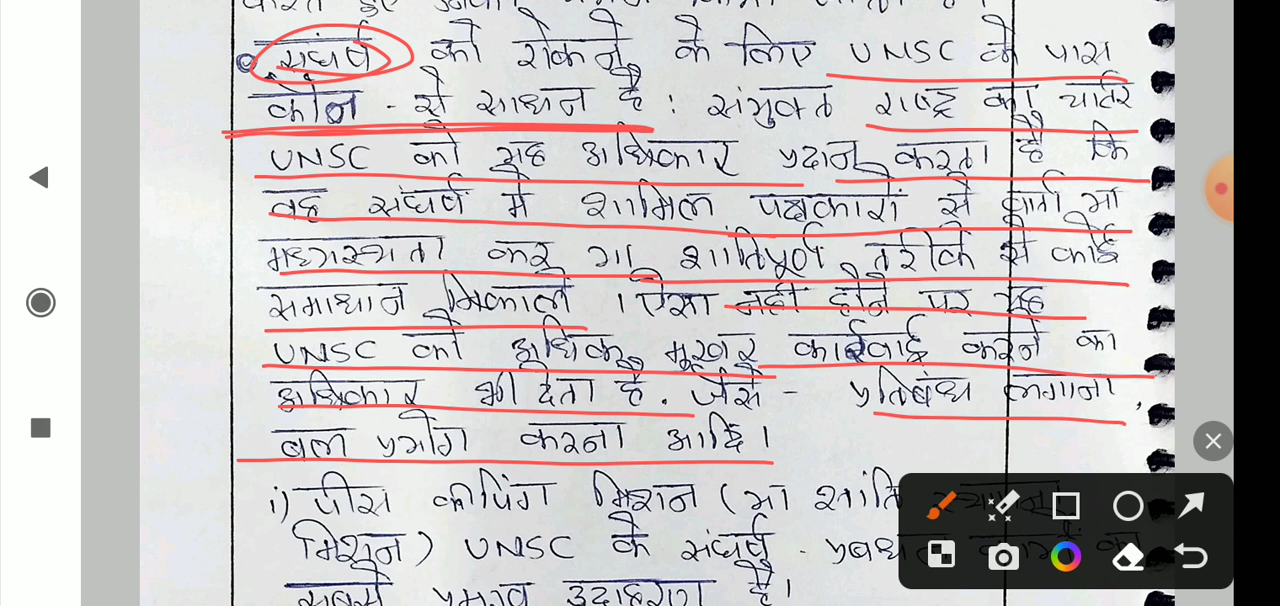 संघर्ष को रोकने के लिए UNSC के पास
कौन - से साधन है : संयुक्त राष्ट्र का चार्टर
UNSC को यह अधिकार प्रदान करता है कि
वह संघर्ष में शामिल पक्षकारों से वार्ता या
मध्यस्थता कर या शांतिपूर्ण तरीके से कोई
समाधान निकाले । ऐसा नहीं होने पर यह
UNSC को अधिक मुखर कार्रवाई करने का
अधिकार भी देता है. जैसे - प्रतिबंध लगाना,
बल प्रयोग करना आदि ।
i) पीस कीपिंग मिशन (या शांति
मिशन) UNSC के संघर्ष -
सबसे प्रमुख उदाहरण है।